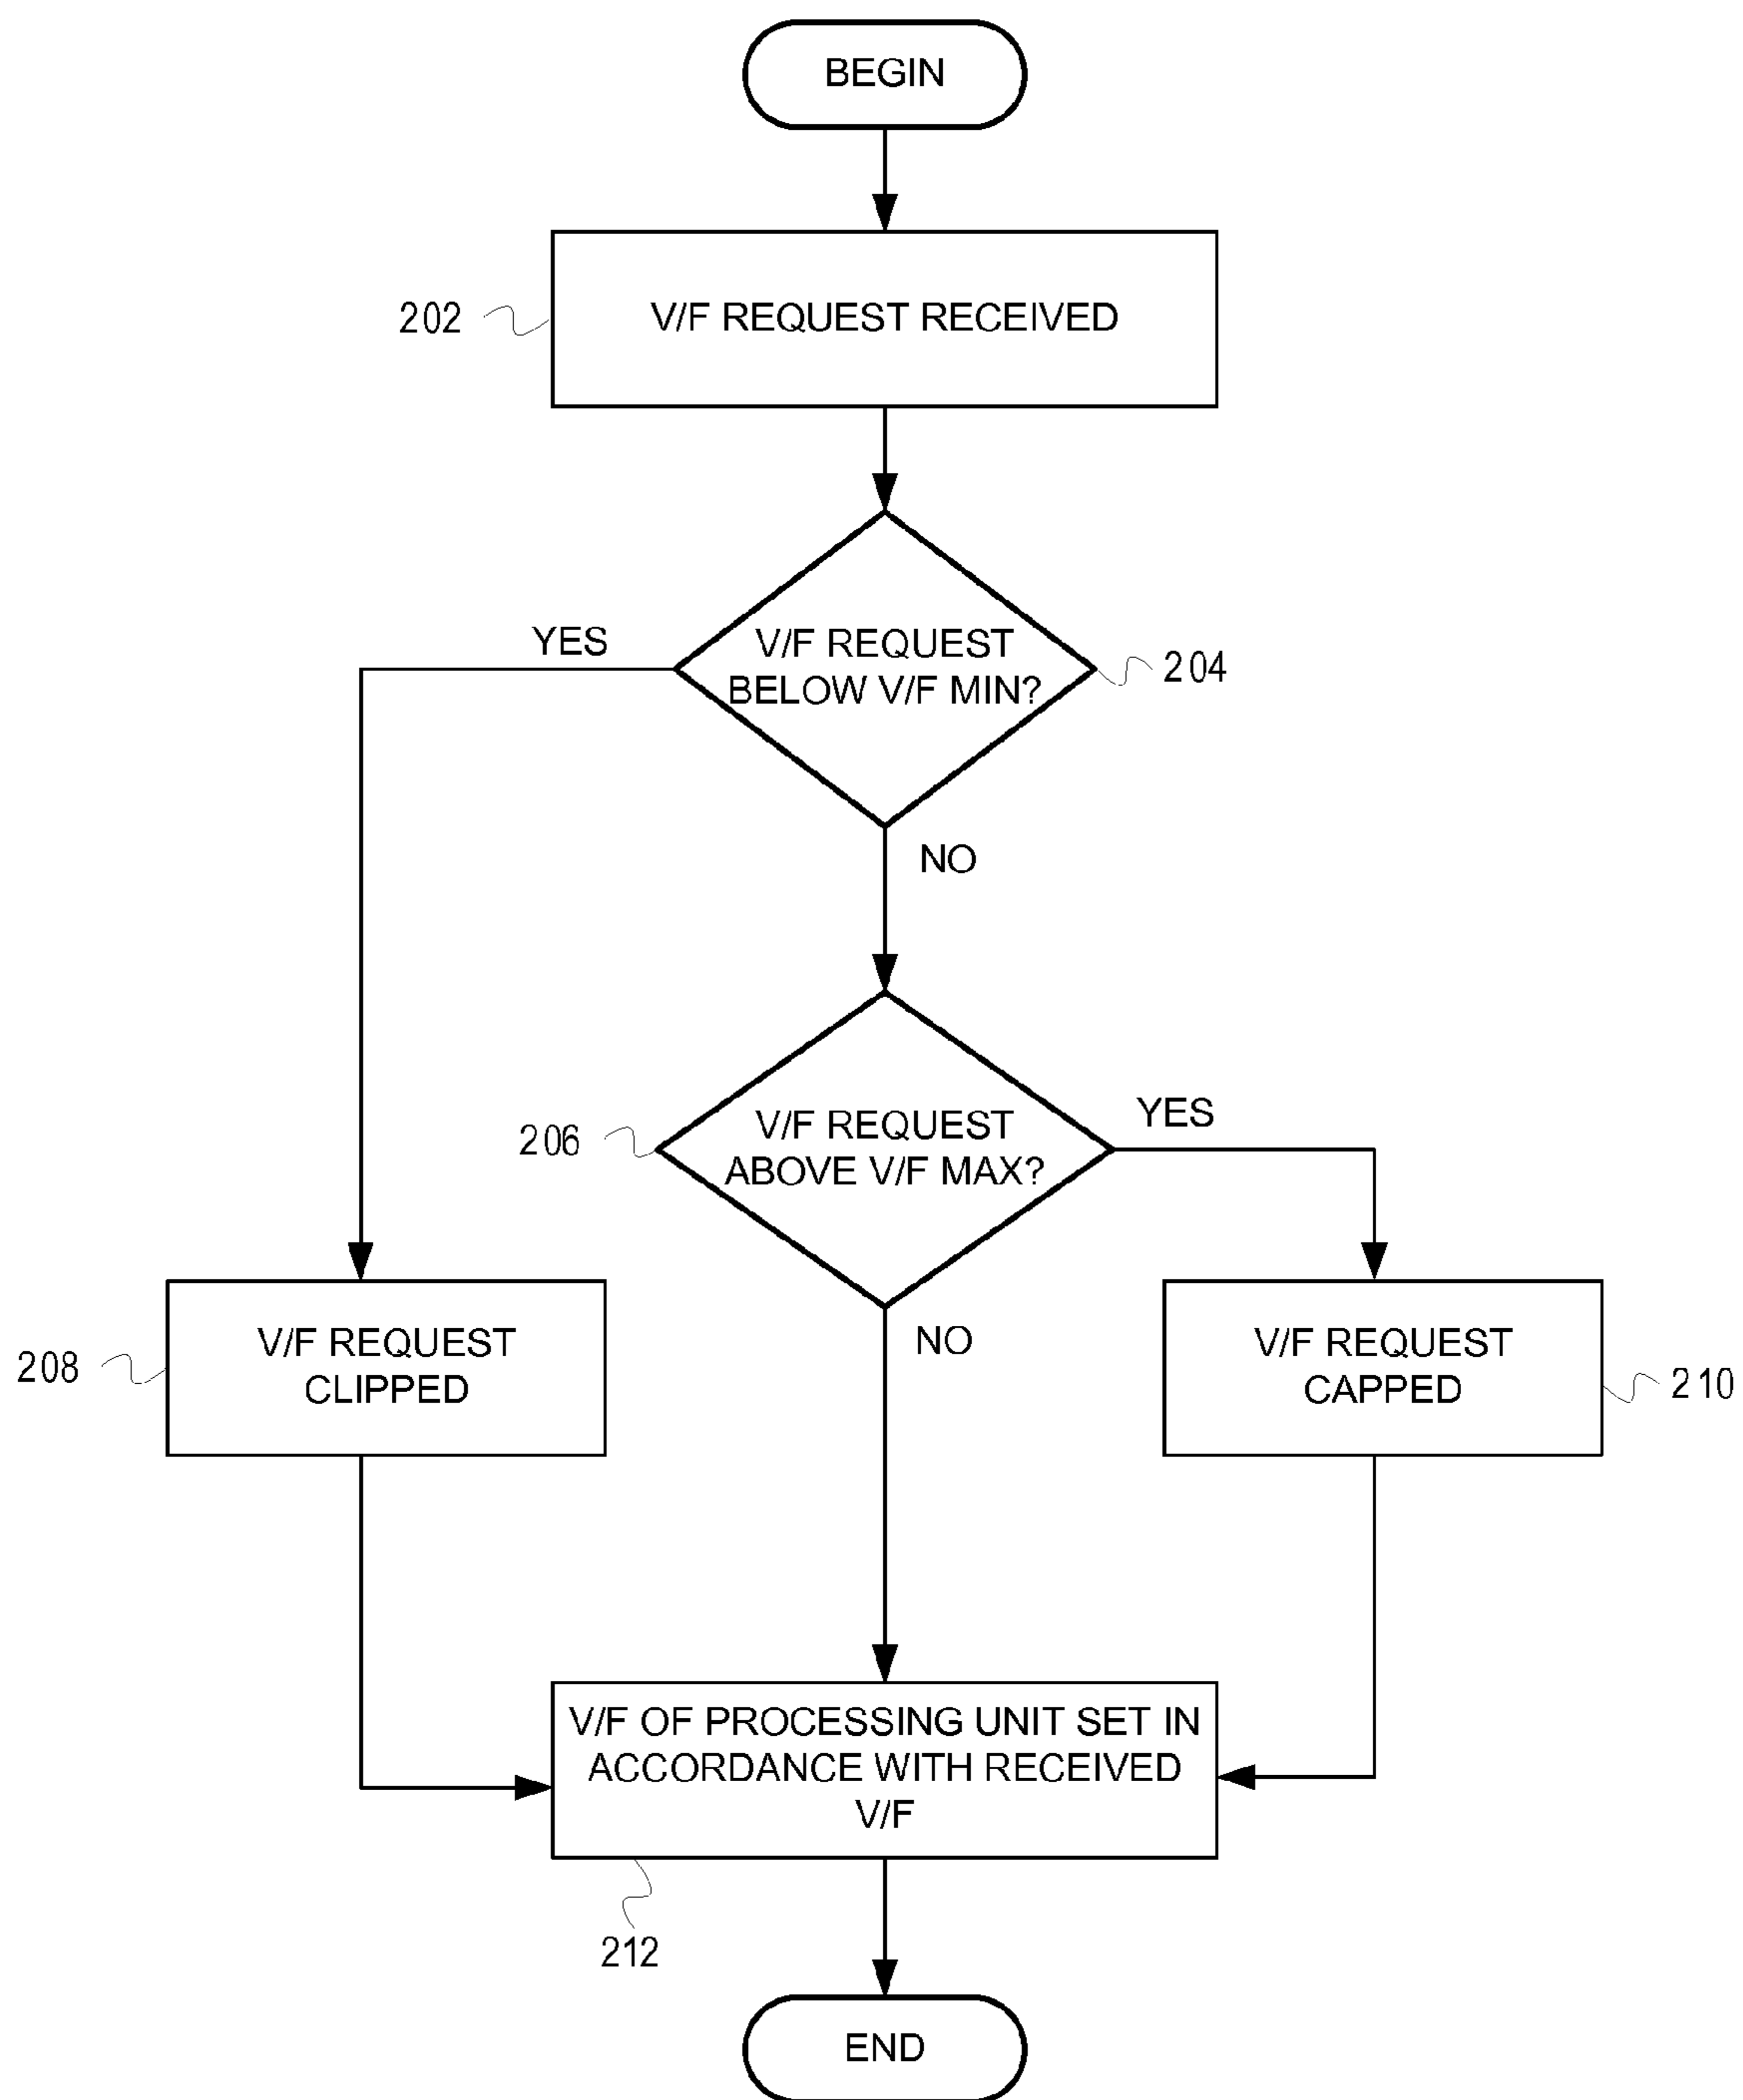 BEGIN
202
V/F REQUEST RECEIVED
YES
V/F REQUEST
BELOW V/F MIN?
204
NO
206
V/F REQUEST
ABOVE V/F MAX?
YES
208
V/F REQUEST
CLIPPED
NO
V/F REQUEST
CAPPED
210
V/F OF PROCESSING UNIT SET IN
ACCORDANCE WITH RECEIVED
V/F
212
END